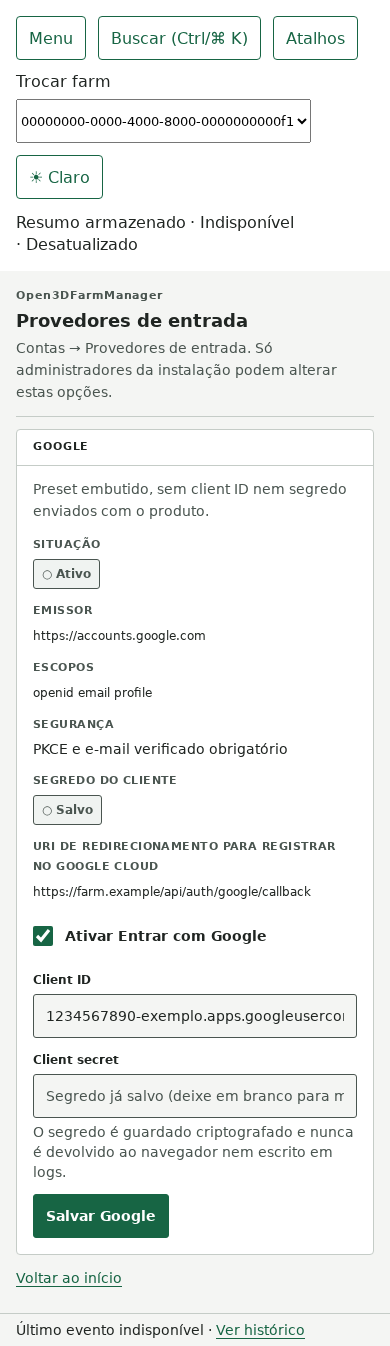 Menu
Buscar (Ctrl/⌘ K)
Atalhos
Trocar farm
00000000-0000-4000-8000-0000000000f1
☀ Claro
Resumo armazenado · Indisponível
· Desatualizado
Open3DFarmManager
Provedores de entrada
Contas → Provedores de entrada. Só
administradores da instalação podem alterar
estas opções.
GOOGLE
Preset embutido, sem client ID nem segredo
enviados com o produto.
SITUAÇÃO
○ Ativo
EMISSOR
https://accounts.google.com
ESCOPOS
openid email profile
SEGURANÇA
PKCE e e-mail verificado obrigatório
SEGREDO DO CLIENTE
○ Salvo
URI DE REDIRECIONAMENTO PARA REGISTRAR
NO GOOGLE CLOUD
https://farm.example/api/auth/google/callback
Ativar Entrar com Google
Client ID
1234567890-exemplo.apps.googleusercor
Client secret
Segredo já salvo (deixe em branco para m
O segredo é guardado criptografado e nunca
é devolvido ao navegador nem escrito em
logs.
Salvar Google
Voltar ao início
Último evento indisponível · Ver histórico